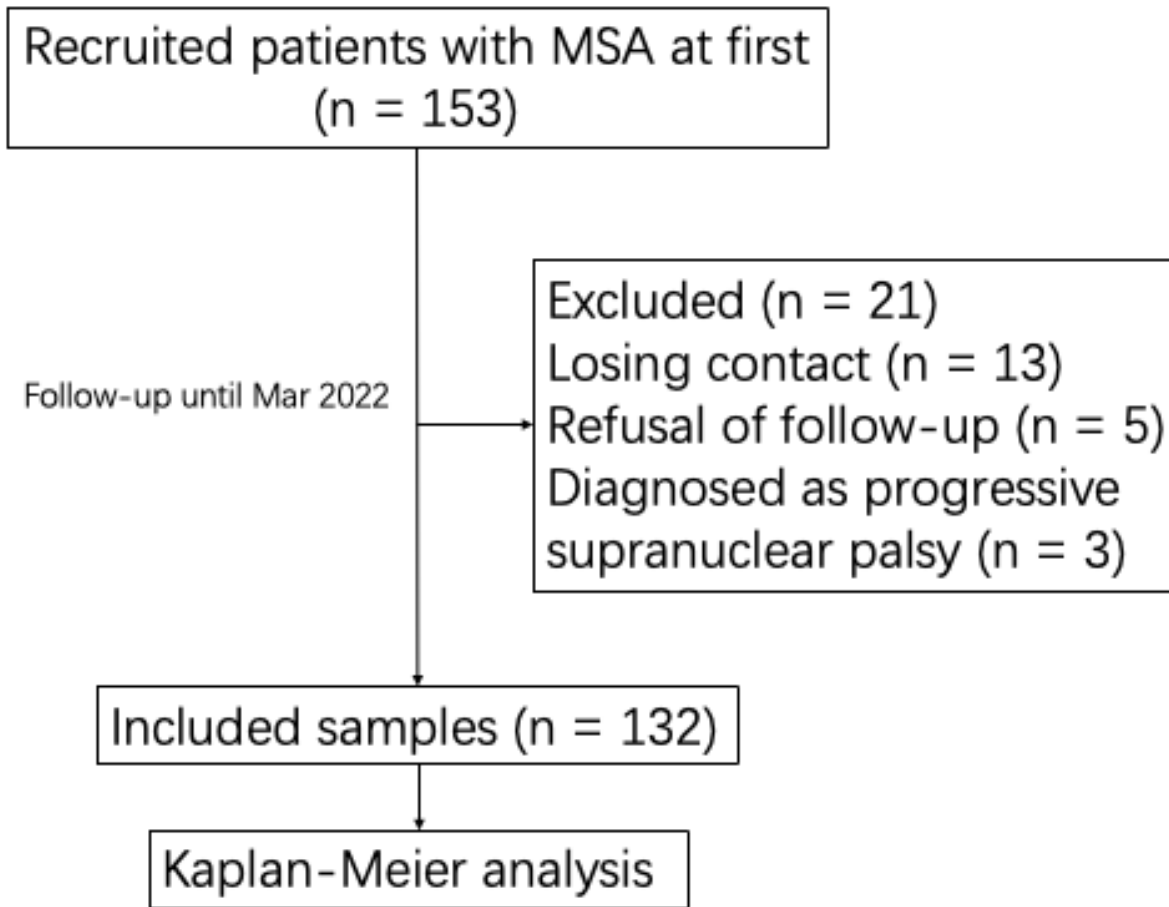 Recruited patients with MSA at first
(n = 153)
Follow-up until Mar 2022
Excluded (n = 21)
Losing contact (n = 13)
Refusal of follow-up (n = 5)
Diagnosed as progressive
supranuclear palsy (n = 3)
Included samples (n = 132)
Kaplan-Meier analysis